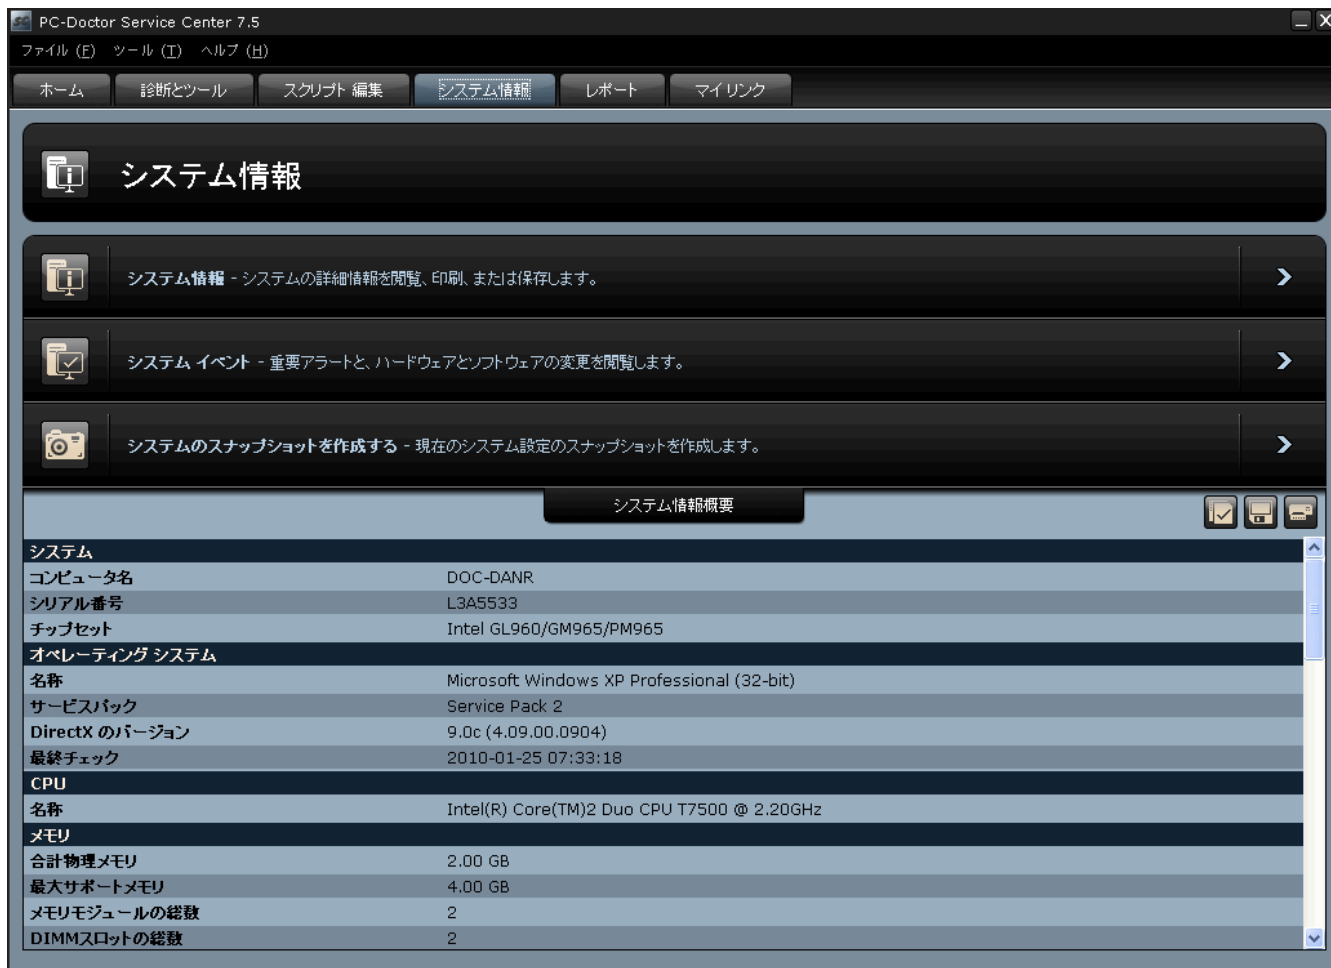 PC-Doctor Service Center 7.5
ファイル (F) ツール (T) ヘルプ (H)
ホーム 診断とツール スクリプト 編集 システム情報 レポート マイ リンク
システム情報
システム情報 - システムの詳細情報を閲覧、印刷、または保存します。
システム イベント - 重要アラートと、ハードウェアとソフトウェアの変更を閲覧します。
システムのスナップショットを作成する - 現在のシステム設定のスナップショットを作成します。
システム情報概要
システム
コンピュータ名 DOC-DANR
シリアル番号 L3A5533
チップセット Intel GL960/GM965/PM965
オペレーティング システム
名称 Microsoft Windows XP Professional (32-bit)
サービスパック Service Pack 2
DirectX のバージョン 9.0c (4.09.00.0904)
最終チェック 2010-01-25 07:33:18
CPU
名称 Intel(R) Core(TM)2 Duo CPU T7500 @ 2.20GHz
メモリ
合計物理メモリ 2.00 GB
最大サポートメモリ 4.00 GB
メモリモジュールの総数 2
DIMMスロットの総数 2